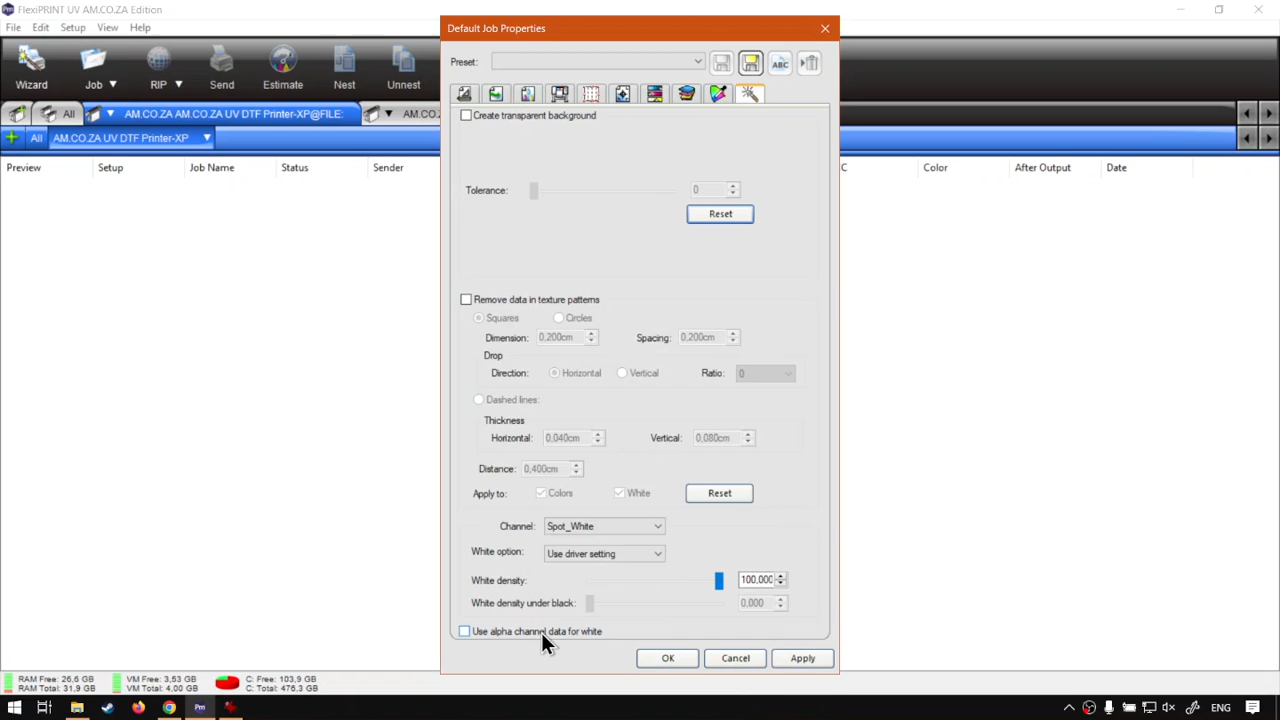 Pm FlexiPRINT UV AM.CO.ZA Edition
Default Job Properties
File Edit Setup View Help
Preset:
ABC
Wizard Job RIP Send Estimate Nest Unnest
All AM.CO.ZA AM.CO.ZA UV DTF Printer-XP@FILE: AM.CO
All AM.CO.ZA UV DTF Printer-XP
Preview Setup Job Name Status Sender C Color After Output Date
Create transparent background
Tolerance: 0
Reset
Remove data in texture patterns
Squares Circles
Dimension: 0,200cm Spacing: 0,200cm
Drop
Direction: Horizontal Vertical Ratio: 0
Dashed lines:
Thickness
Horizontal: 0,040cm Vertical: 0,080cm
Distance: 0,400cm
Apply to: Colors White Reset
Channel: Spot_White
White option: Use driver setting
White density: 100,000
White density under black: 0,000
Use alpha channel data for white
OK Cancel Apply
RAM Free: 26,6 GB VM Free: 3,53 GB C: Free: 103,9 GB
RAM Total: 31,9 GB VM Total: 4,00 GB C: Total: 476,3 GB
Pm ENG